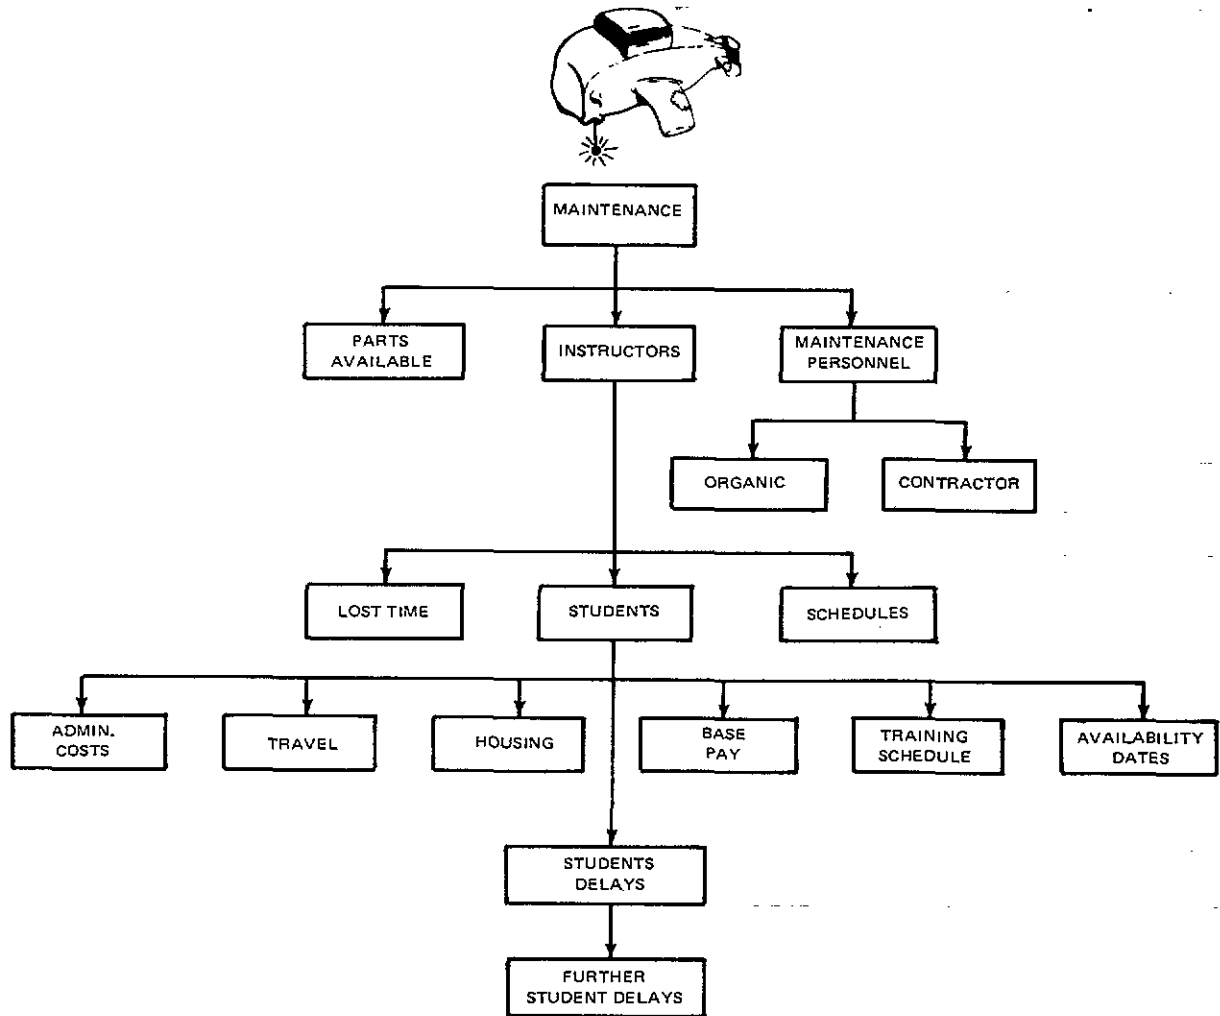 MAINTENANCE
PARTS
AVAILABLE
INSTRUCTORS
MAINTENANCE
PERSONNEL
ORGANIC
CONTRACTOR
LOST TIME
STUDENTS
SCHEDULES
ADMIN.
COSTS
TRAVEL
HOUSING
BASE
PAY
TRAINING
SCHEDULE
AVAILABILITY
DATES
STUDENTS
DELAYS
FURTHER
STUDENT DELAYS